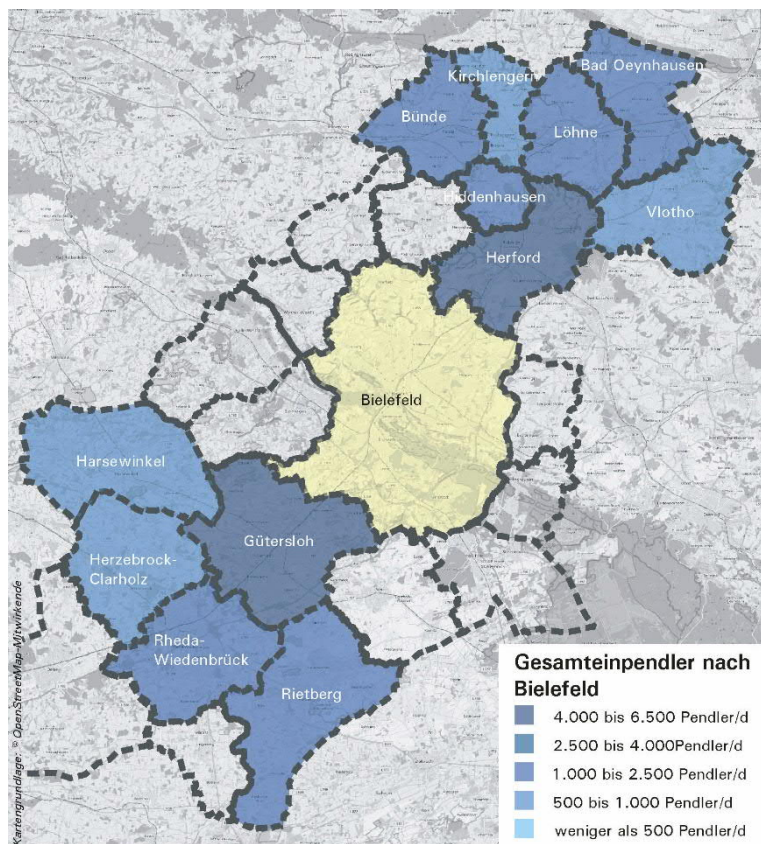 Kirchlengern
Bad Oeynhausen
Bünde
Löhne
Hiddenhausen
Vlotho
Herford
Bielefeld
Harsewinkel
Gütersloh
Herzebrock-
Clarholz
Rheda-
Wiedenbrück
Rietberg
Kartengrundlage: © OpenStreetMap-Mitwirkende
Gesamteinpendler nach
Bielefeld
4.000 bis 6.500 Pendler/d
2.500 bis 4.000Pendler/d
1.000 bis 2.500 Pendler/d
500 bis 1.000 Pendler/d
weniger als 500 Pendler/d